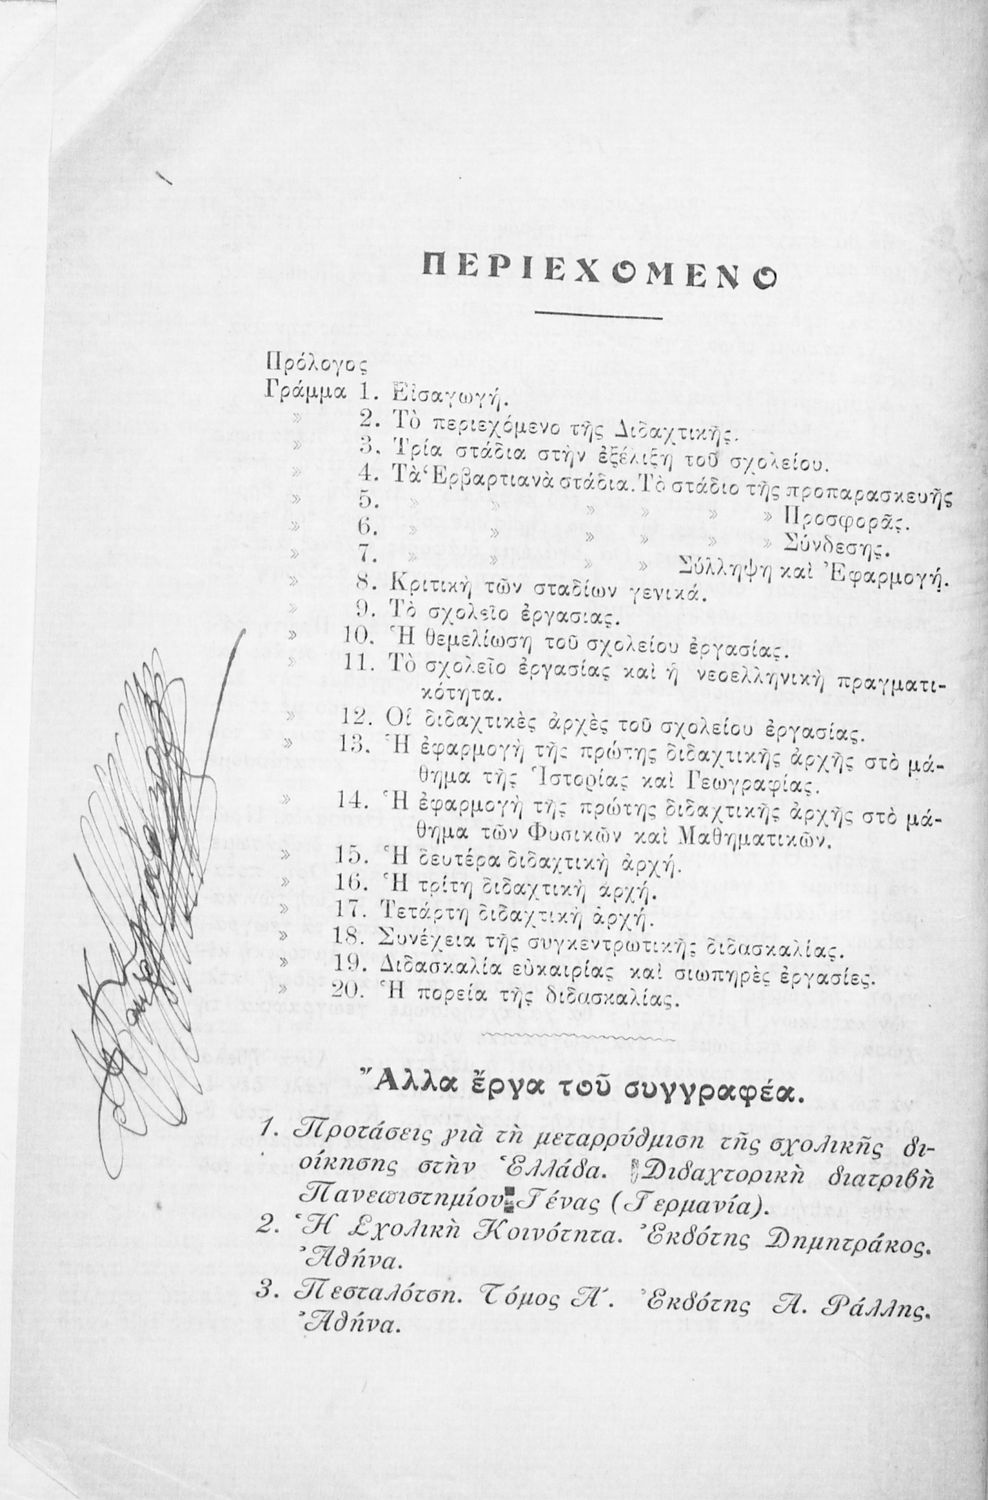 ΠΕΡΙΕΧΟΜΕΝΟ
Πρόλογος
Γράμμα 1. Εἰσαγωγή.
» 2. Τὸ περιεχόμενο τῆς Διδαχτικῆς.
» 3. Τρία στάδια στὴν ἐξέλιξη τοῦ σχολείου.
» 4. Τὰ Ἑρβαρτιανὰ στάδια. Τὸ στάδιο τῆς προπαρασκευῆς
» 5. » » » » » » Προσφορᾶς.
» 6. » » » » » » Σύνδεσης.
» 7. » » » » Σύλληψη καὶ Ἐφαρμογή.
» 8. Κριτικὴ τῶν σταδίων γενικά.
» 9. Τὸ σχολεῖο ἐργασιας.
» 10. Ἡ θεμελίωση τοῦ σχολείου ἐργασίας.
» 11. Τὸ σχολεῖο ἐργασίας καὶ ἡ νεοελληνικὴ πραγματι-
κότητα.
» 12. Οἱ διδαχτικὲς ἀρχὲς τοῦ σχολείου ἐργασίας.
» 13. Ἡ ἐφαρμογὴ τῆς πρώτης διδαχτικῆς ἀρχῆς στὸ μά-
θημα τῆς Ἱστορίας καὶ Γεωγραφίας.
» 14. Ἡ ἐφαρμογὴ τῆς πρώτης διδαχτικῆς ἀρχῆς στὸ μά-
θημα τῶν Φυσικῶν καὶ Μαθηματικῶν.
» 15. Ἡ δευτέρα διδαχτικὴ ἀρχή.
» 16. Ἡ τρίτη διδαχτικὴ ἀρχή.
» 17. Τετάρτη διδαχτικὴ ἀρχή.
» 18. Συνέχεια τῆς συγκεντρωτικῆς διδασκαλίας.
» 19. Διδασκαλία εὐκαιρίας καὶ σιωπηρὲς ἐργασίες.
» 20. Ἡ πορεία τῆς διδασκαλίας.
Ἄλλα ἔργα τοῦ συγγραφέα.
1. Προτάσεις γιὰ τὴ μεταρρύθμιση τῆς σχολικῆς δι-
οίκησης στὴν Ἑλλάδα. Διδαχτορικὴ διατριβὴ
Πανεπιστημίου Γένας (Γερμανία).
2. Ἡ Σχολικὴ Κοινότητα. Ἐκδότης Δημητράκος.
Ἀθήνα.
3. Πεσταλότση. Τόμος Α΄. Ἐκδότης Α. Ράλλης.
Ἀθήνα.